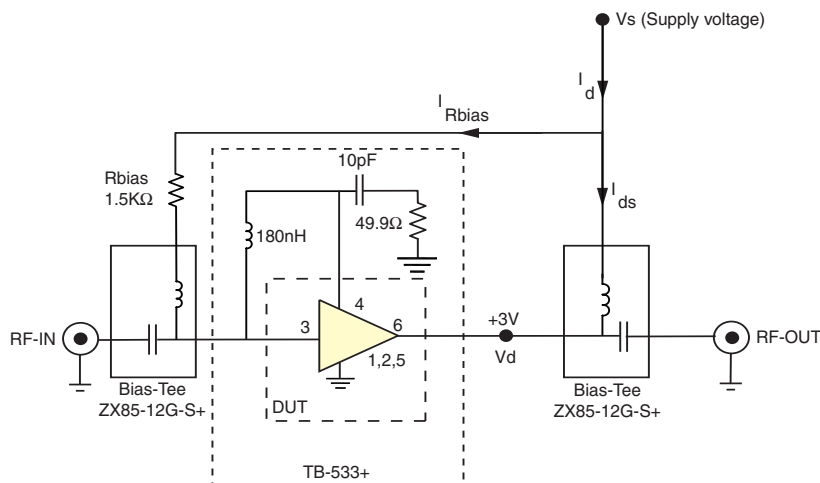 Vs (Supply voltage)
I d
I Rbias
I ds
Rbias
1.5KΩ
10pF
49.9Ω
180nH
RF-IN
3
4
6
1,2,5
+3V
Vd
RF-OUT
Bias-Tee
ZX85-12G-S+
DUT
Bias-Tee
ZX85-12G-S+
TB-533+